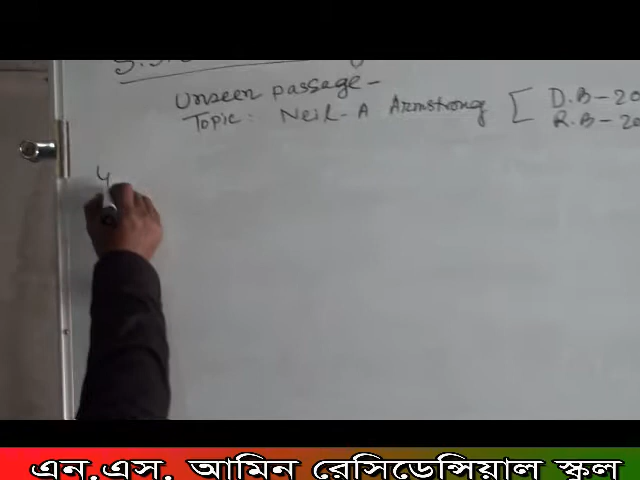 Unseen passage -
Topic: Neil-A Armstrong [ D.B-20
R.B-20
4
এন.এস. আমিন রেসিডেন্সিয়াল স্কুল